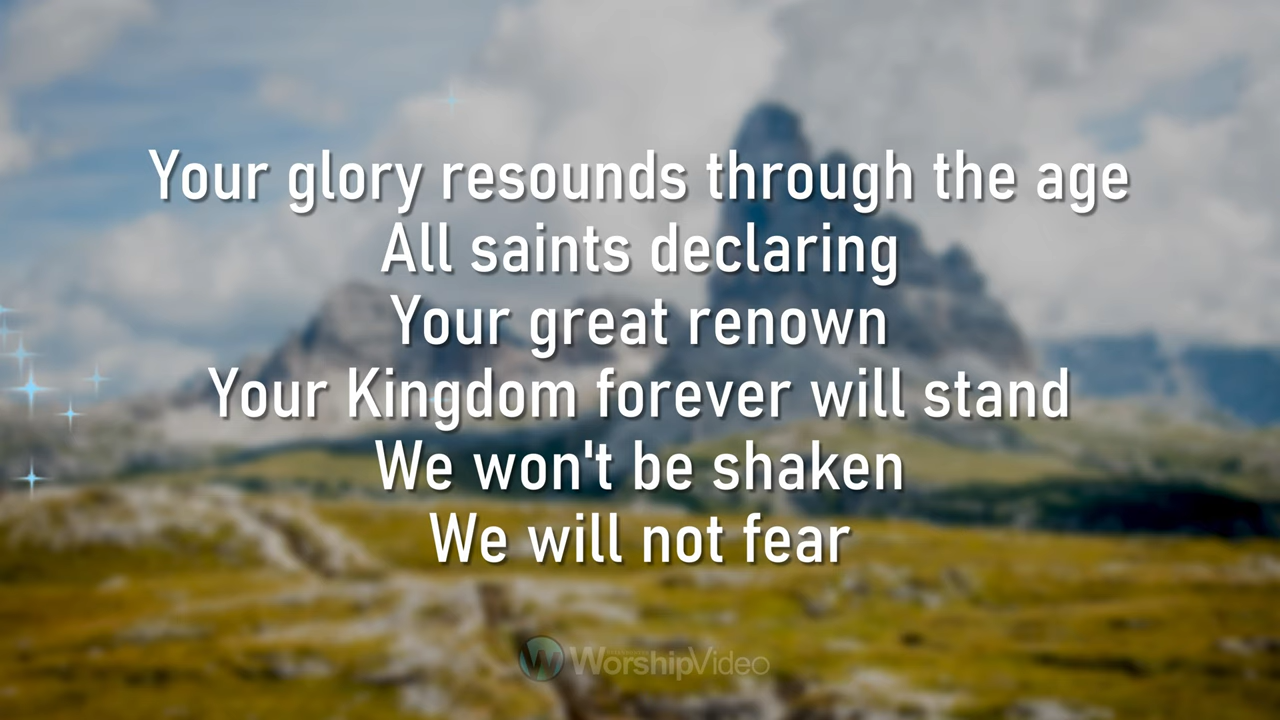 Your glory resounds through the age
All saints declaring
Your great renown
Your Kingdom forever will stand
We won't be shaken
We will not fear
WorshipVideo